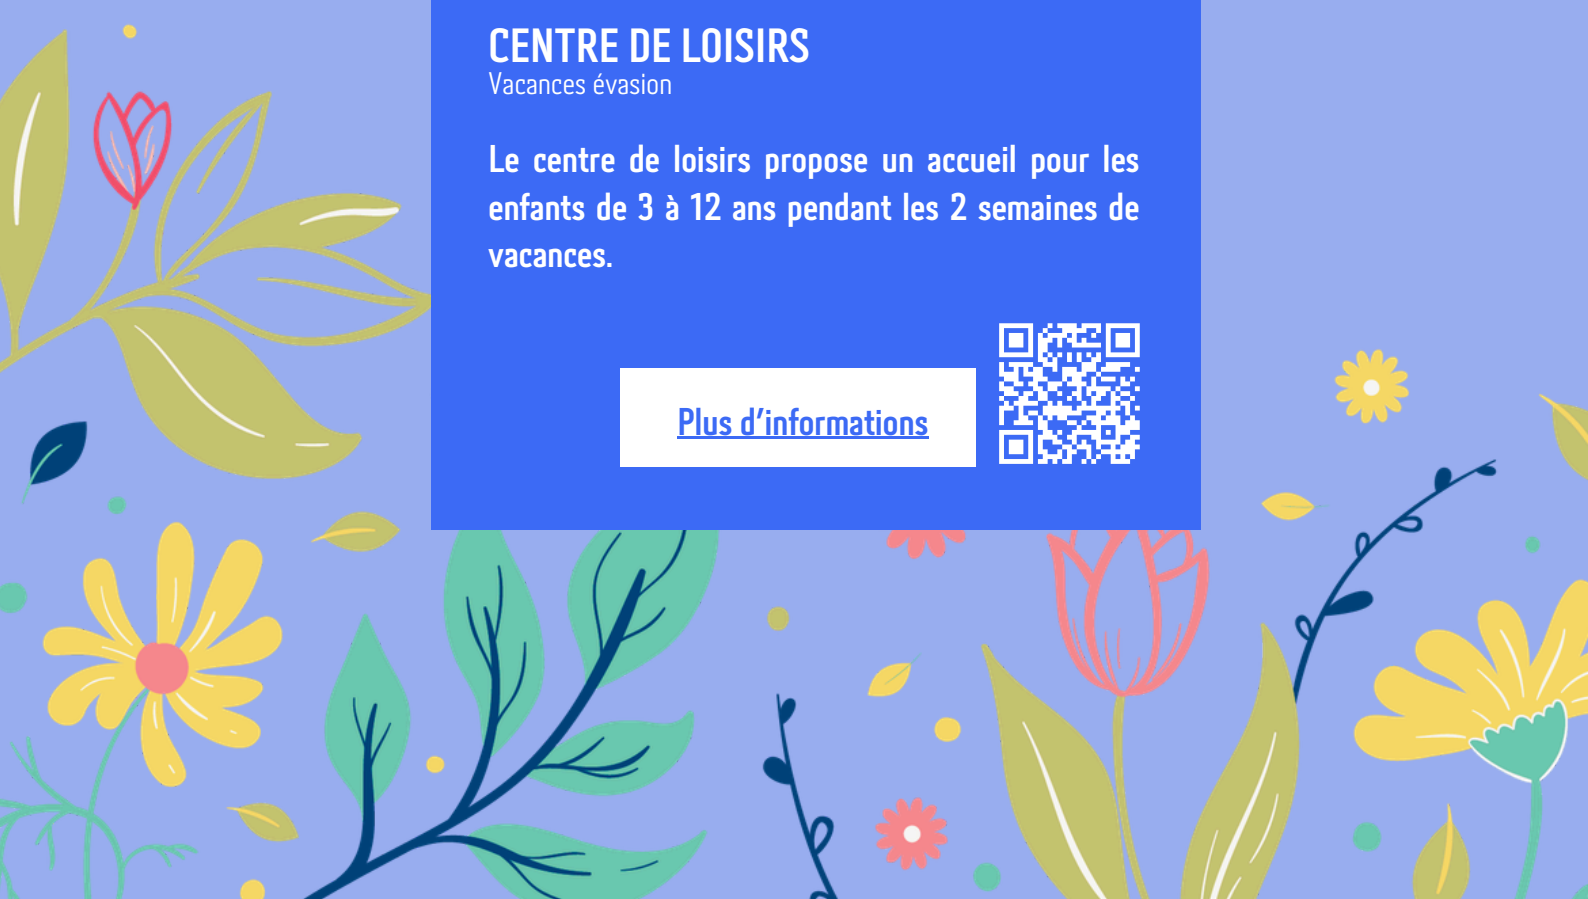 CENTRE DE LOISIRS
Vacances évasion
Le centre de loisirs propose un accueil pour les
enfants de 3 à 12 ans pendant les 2 semaines de
vacances.
Plus d’informations